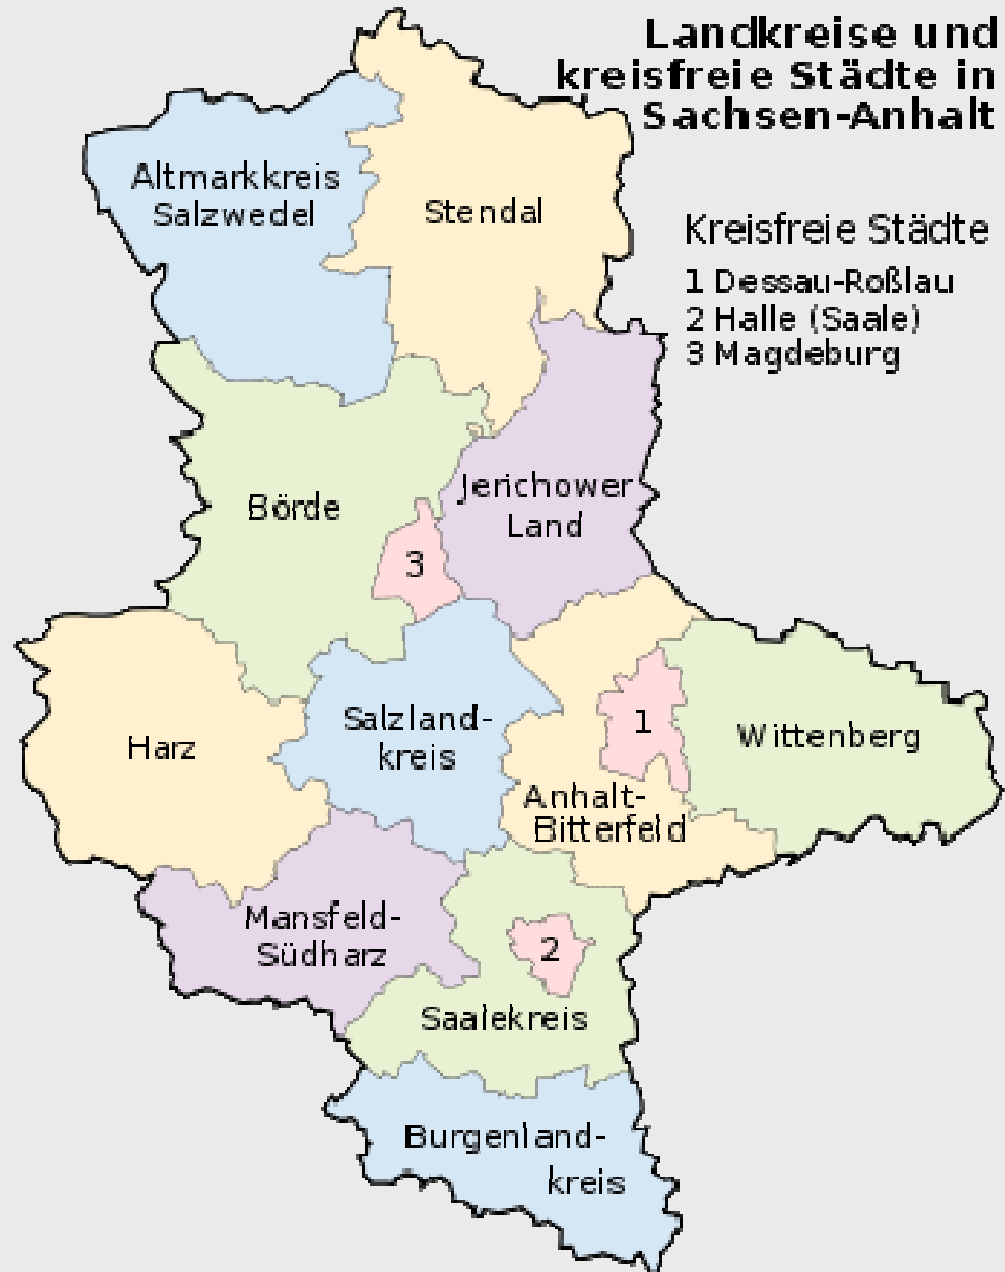 Landkreise und
kreisfreie Städte in
Sachsen-Anhalt
Altmarkkreis
Salzwedel
Stendal
Kreisfreie Städte
1 Dessau-Roßlau
2 Halle (Saale)
3 Magdeburg
Jerichower
Land
Börde
3
Salzland-
kreis
1
Wittenberg
Harz
Anhalt-
Bitterfeld
Mansfeld-
Südharz
2
Saalekreis
Burgenland-
kreis